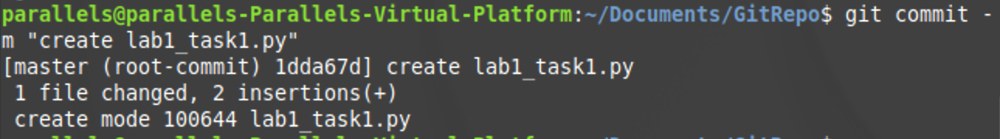 parallels@parallels-Parallels-Virtual-Platform:~/Documents/GitRepo$ git commit -
m "create lab1_task1.py"
[master (root-commit) 1dda67d] create lab1_task1.py
 1 file changed, 2 insertions(+)
 create mode 100644 lab1_task1.py